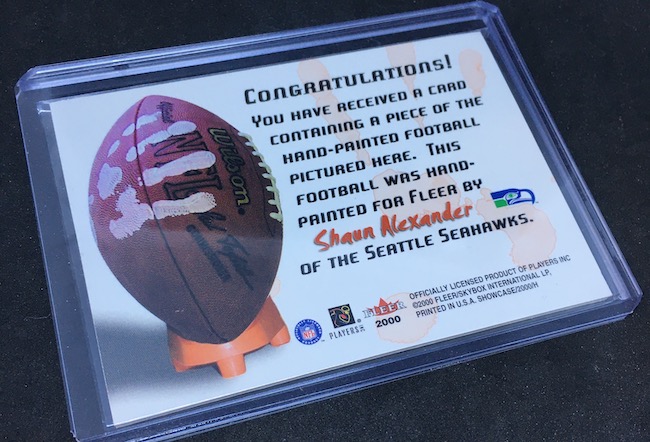 Congratulations!
You have received a card
containing a piece of the
hand-painted football
pictured here. This
football was hand-
painted for Fleer by
Shaun Alexander
of the Seattle Seahawks.
Wilson
NFL
PLAYERS INC
FLEER
2000
OFFICIALLY LICENSED PRODUCT OF PLAYERS INC
©2000 FLEER/SKYBOX INTERNATIONAL LP.
PRINTED IN U.S.A. SHOWCASE/2000/H